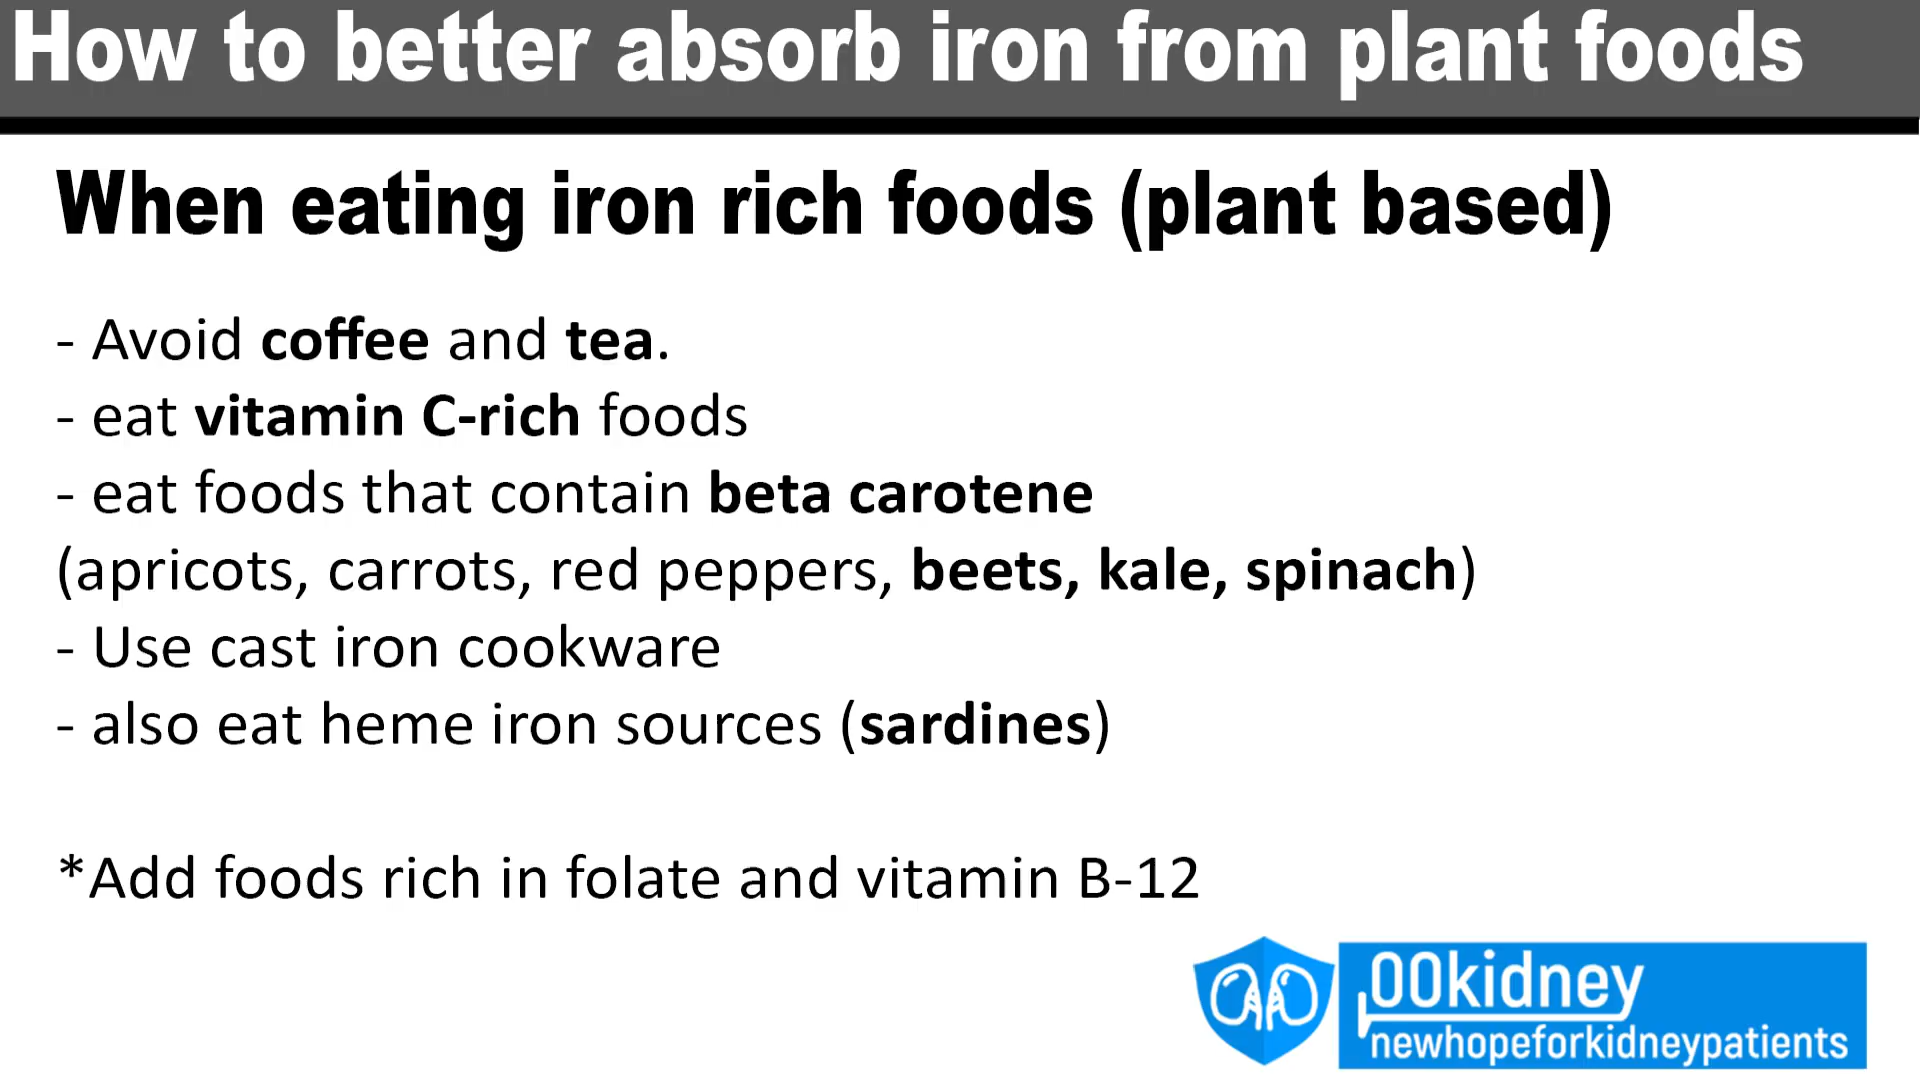 How to better absorb iron from plant foods
When eating iron rich foods (plant based)
- Avoid coffee and tea.
- eat vitamin C-rich foods
- eat foods that contain beta carotene
(apricots, carrots, red peppers, beets, kale, spinach)
- Use cast iron cookware
- also eat heme iron sources (sardines)
*Add foods rich in folate and vitamin B-12
00kidney
newhopeforkidneypatients